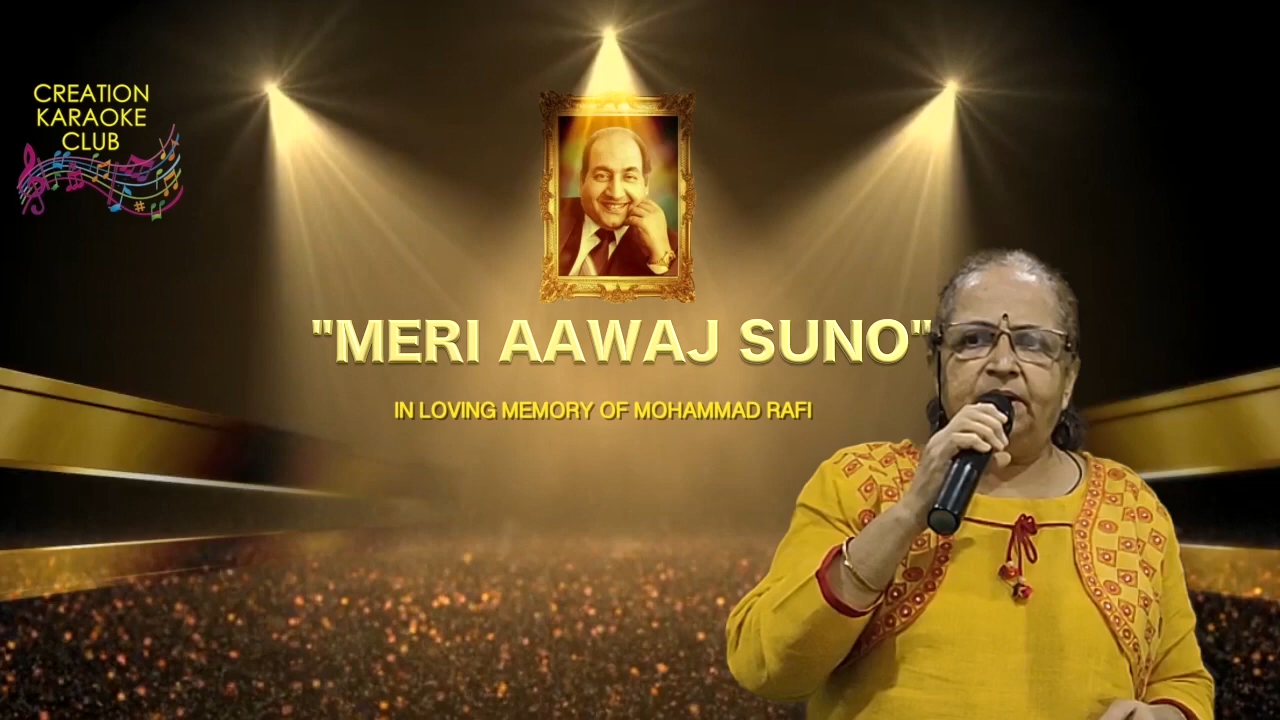 CREATION
KARAOKE
CLUB
"MERI AAWAJ SUNO"
IN LOVING MEMORY OF MOHAMMAD RAFI